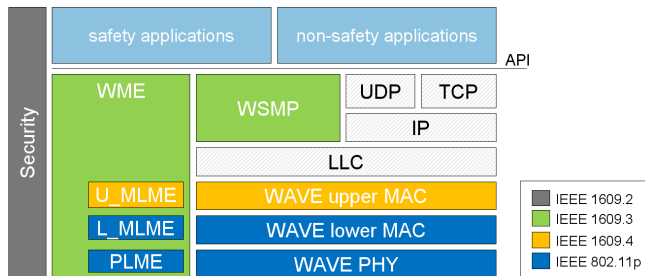 safety applications
non-safety applications
API
Security
WME
WSMP
UDP
TCP
IP
LLC
U_MLME
WAVE upper MAC
L_MLME
WAVE lower MAC
PLME
WAVE PHY
IEEE 1609.2
IEEE 1609.3
IEEE 1609.4
IEEE 802.11p